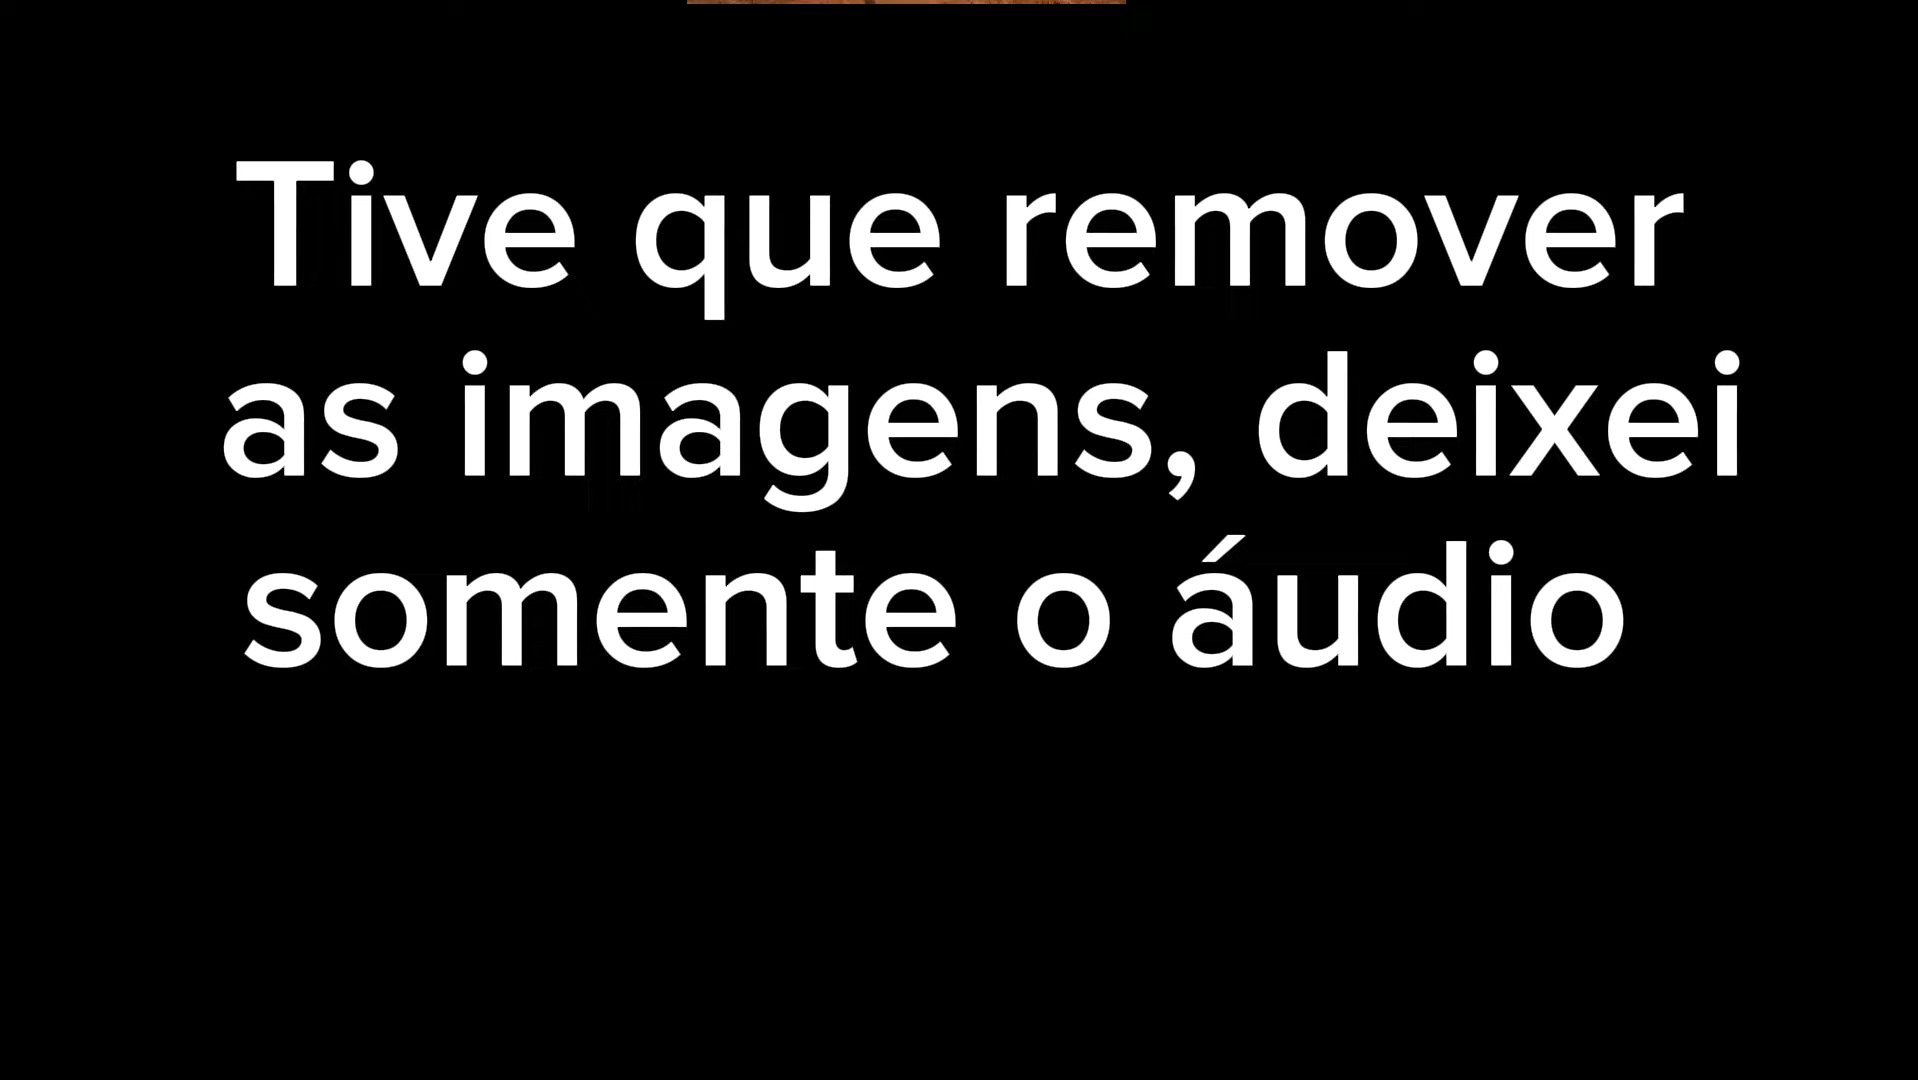 Tive que remover
as imagens, deixei
somente o áudio